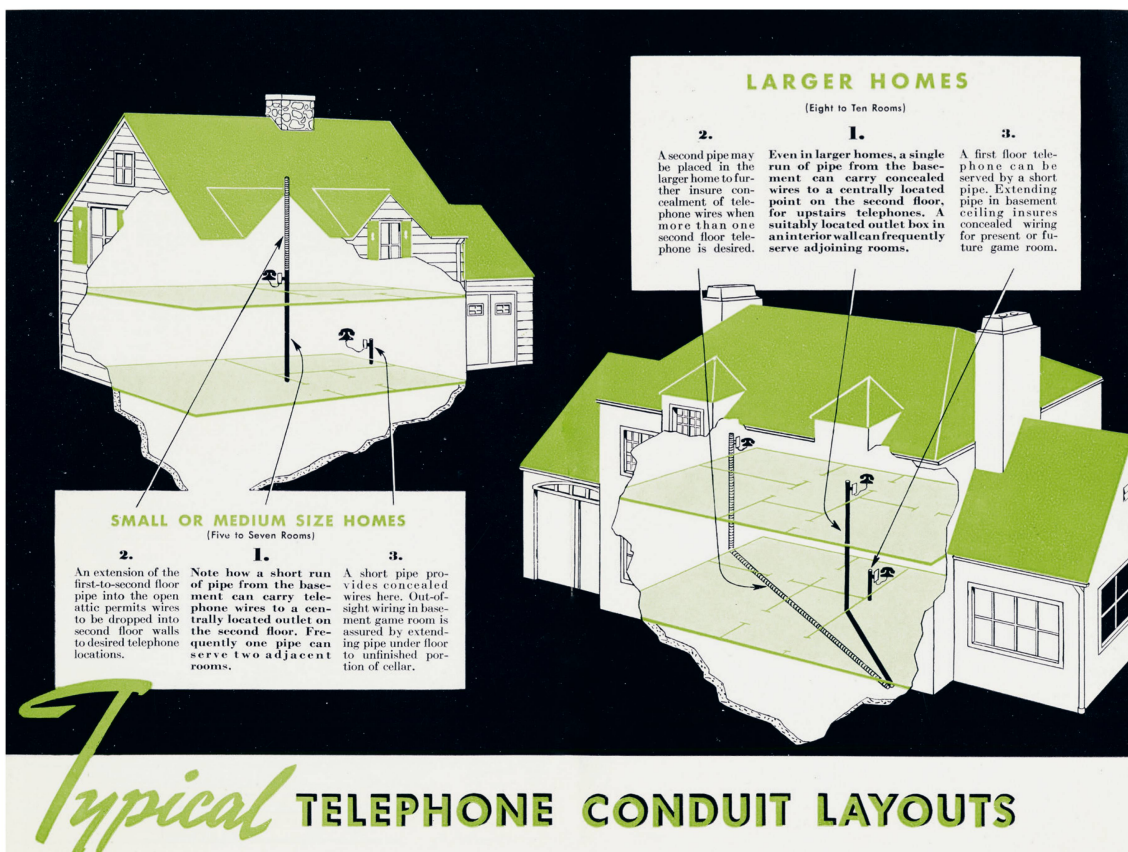 LARGER HOMES
(Eight to Ten Rooms)
2.
A second pipe may
be placed in the
larger home to fur-
ther insure con-
cealment of tele-
phone wires when
more than one
second floor tele-
phone is desired.
1.
Even in larger homes, a single
run of pipe from the base-
ment can carry concealed
wires to a centrally located
point on the second floor,
for upstairs telephones. A
suitably located outlet box in
an interior wall can frequently
serve adjoining rooms.
3.
A first floor tele-
phone can be
served by a short
pipe. Extending
pipe in basement
ceiling insures
concealed wiring
for present or fu-
ture game room.
SMALL OR MEDIUM SIZE HOMES
(Five to Seven Rooms)
2.
An extension of the
first-to-second floor
pipe into the open
attic permits wires
to be dropped into
second floor walls
to desired telephone
locations.
1.
Note how a short run
of pipe from the base-
ment can carry tele-
phone wires to a cen-
trally located outlet on
the second floor. Fre-
quently one pipe can
serve two adjacent
rooms.
3.
A short pipe pro-
vides concealed
wires here. Out-of-
sight wiring in base-
ment game room is
assured by extend-
ing pipe under floor
to unfinished por-
tion of cellar.
Typical TELEPHONE CONDUIT LAYOUTS